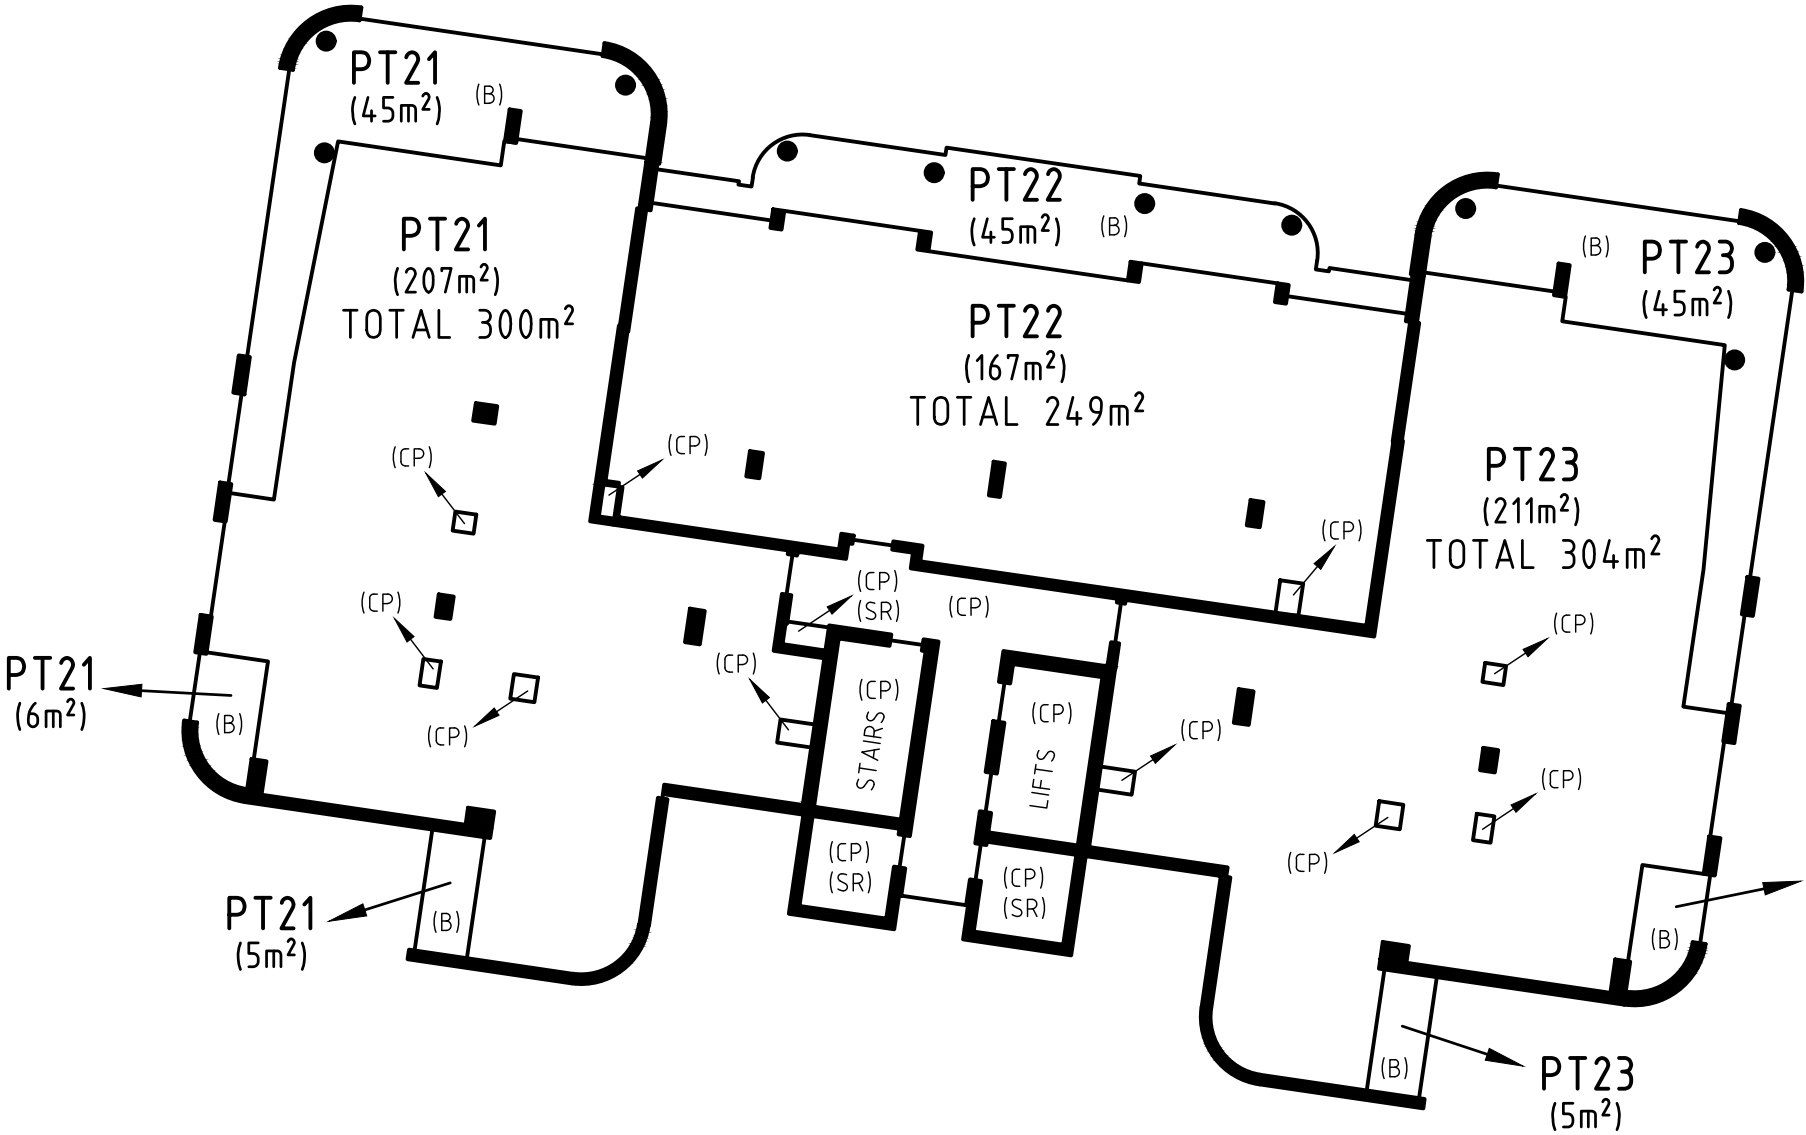 PT21
(45m²)
(B)
PT21
(207m²)
TOTAL 300m²
PT22
(45m²)
(B)
PT22
(167m²)
TOTAL 249m²
(B)
PT23
(45m²)
PT23
(211m²)
TOTAL 304m²
(CP)
(CP)
(CP)
(CP)
(CP)
(CP)
(CP)
(SR)
(CP)
(CP)
STAIRS
(CP)
LIFTS
(CP)
(CP)
(SR)
(CP)
(SR)
(CP)
(CP)
(CP)
PT21
(6m²)
(B)
PT21
(5m²)
(B)
(B)
(B)
PT23
(5m²)